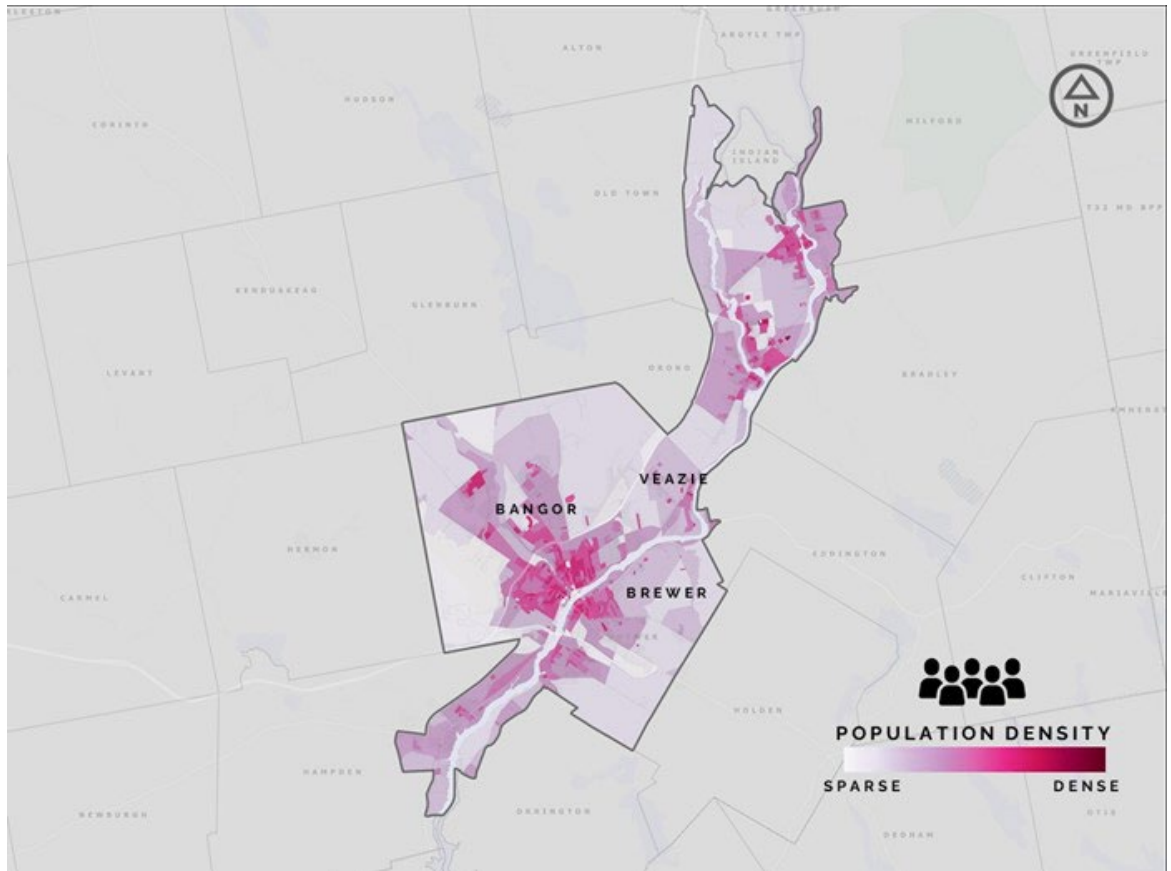 ALTON
ARGYLE TWP
GREENFIELD
TWP
N
HUDSON
CORINTH
MILFORD
INDIAN
ISLAND
OLD TOWN
T32 MD BPP
KENDUSKEAG
GLENBURN
LEVANT
ORONO
BRADLEY
VEAZIE
BANGOR
HERMON
EDDINGTON
CLIFTON
BREWER
CARMEL
HOLDEN
POPULATION DENSITY
SPARSE
DENSE
HAMPDEN
NEWBURGH
ORRINGTON
DEDHAM
OTIS